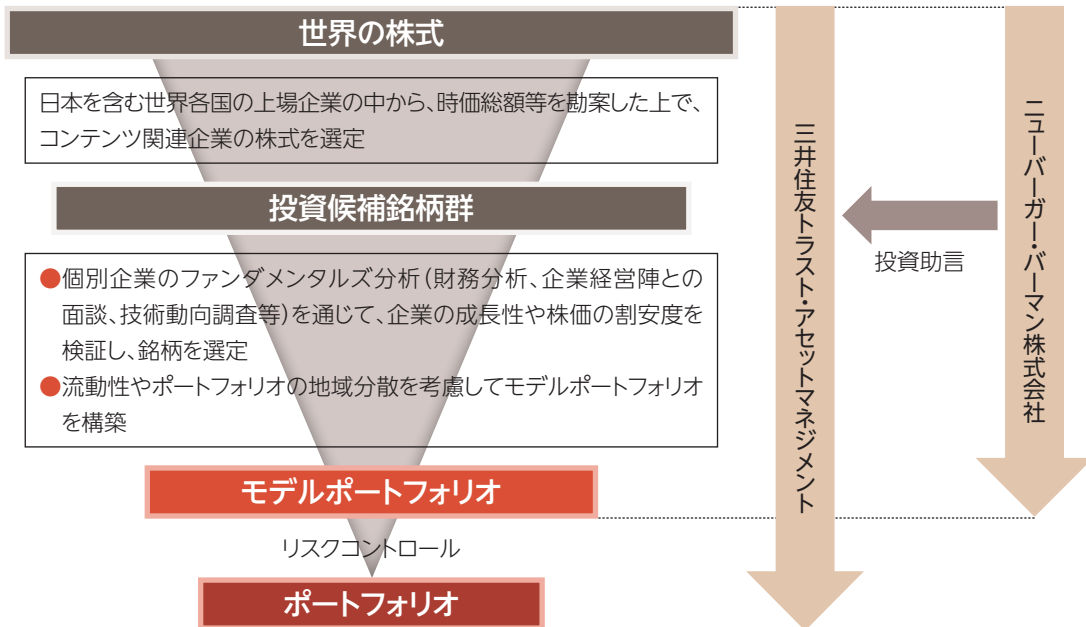 世界の株式
日本を含む世界各国の上場企業の中から、時価総額等を勘案した上で、
コンテンツ関連企業の株式を選定
投資候補銘柄群
●個別企業のファンダメンタルズ分析(財務分析、企業経営陣との
面談、技術動向調査等)を通じて、企業の成長性や株価の割安度を
検証し、銘柄を選定
●流動性やポートフォリオの地域分散を考慮してモデルポートフォリオ
を構築
モデルポートフォリオ
リスクコントロール
ポートフォリオ
三井住友トラスト・アセットマネジメント
投資助言
ニューバーガー・バーマン株式会社